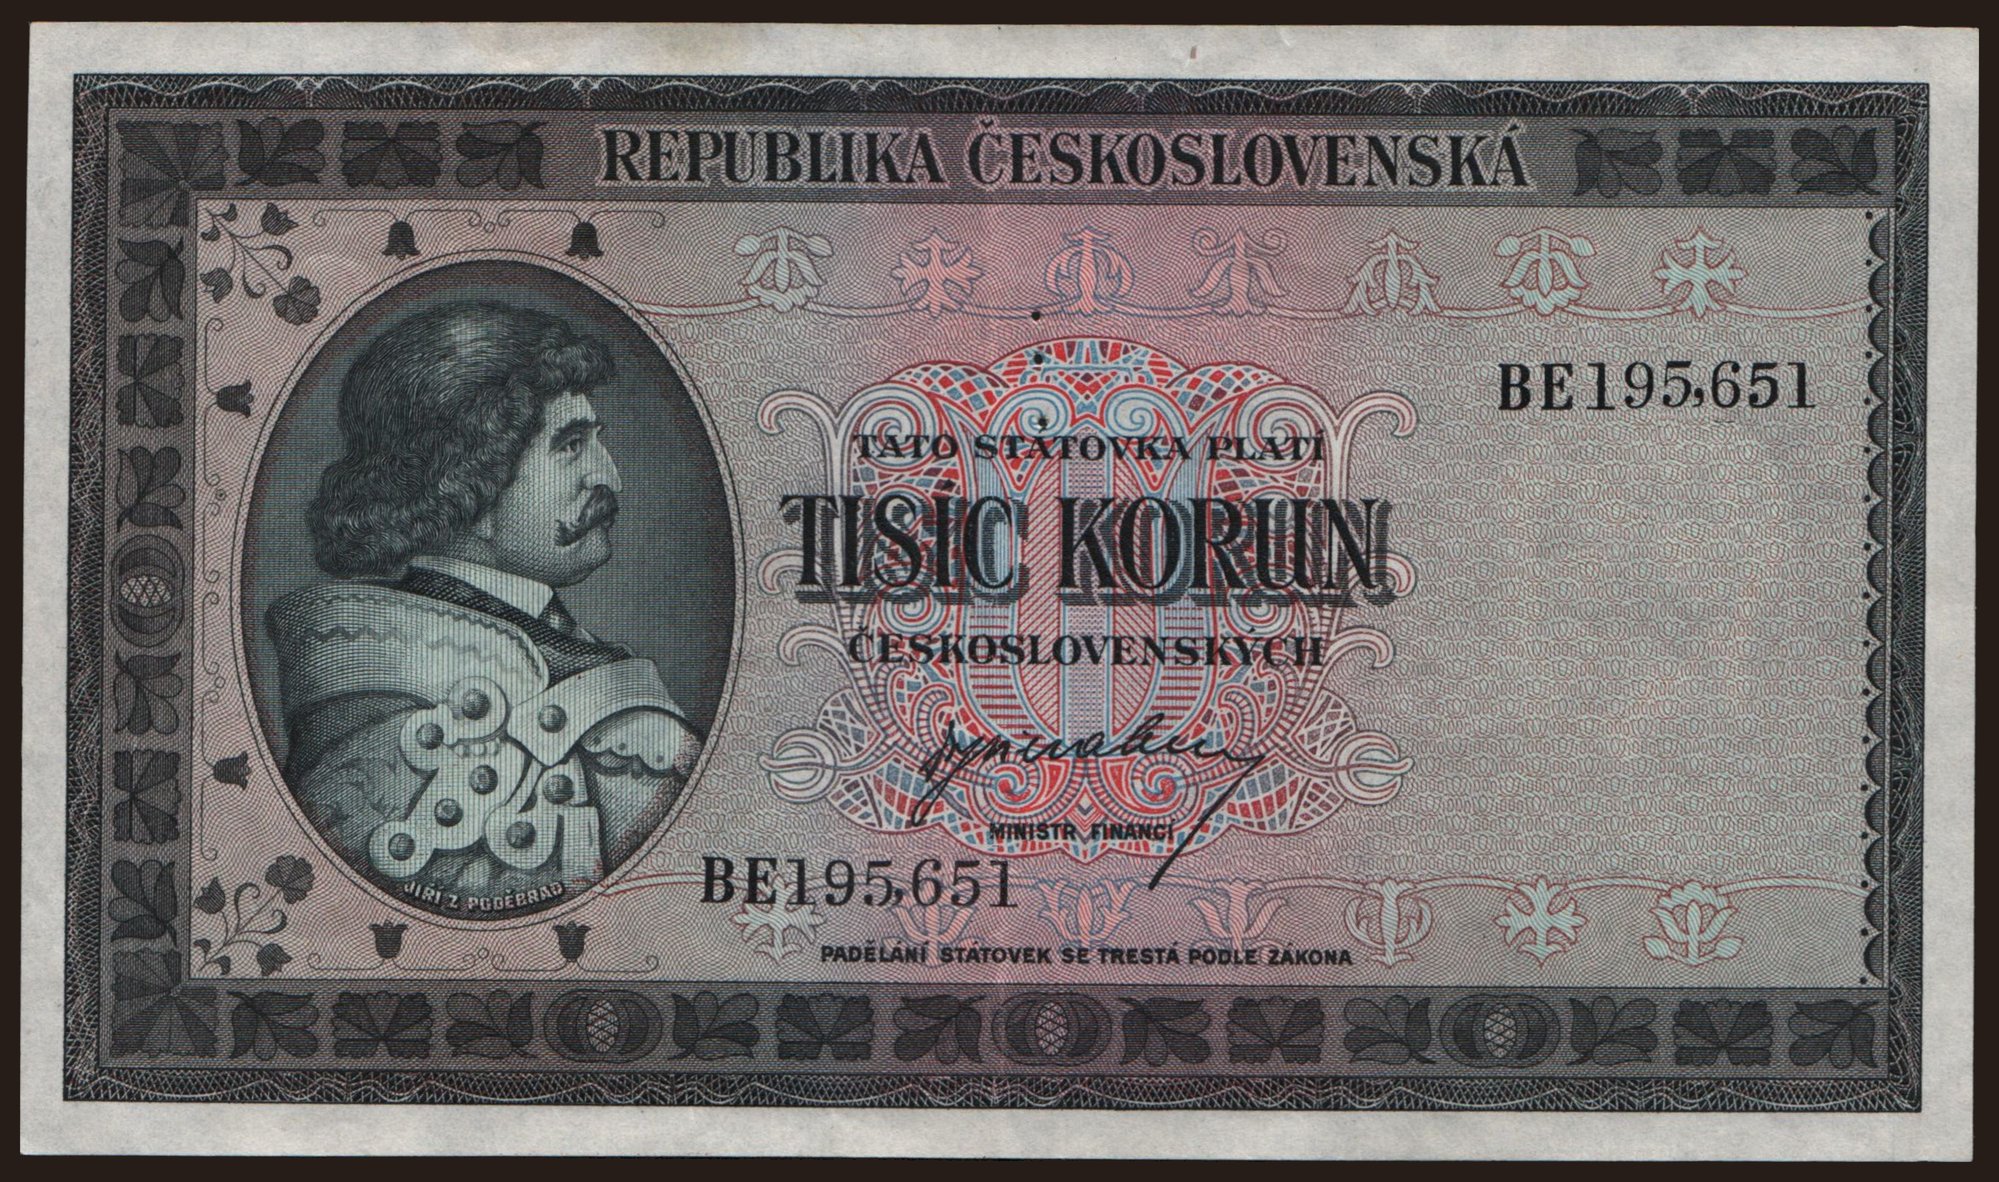 REPUBLIKA ČESKOSLOVENSKÁ
BE195,651
TATO STÁTOVKA PLATÍ
TISÍC KORUN
ČESKOSLOVENSKÝCH
MINISTR FINANCÍ
BE195,651
JIŘÍ Z PODĚBRAD
PADĚLÁNÍ STÁTOVEK SE TRESTÁ PODLE ZÁKONA